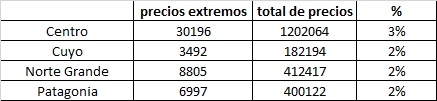 precios extremos total de precios %
Centro 30196 1202064 3%
Cuyo 3492 182194 2%
Norte Grande 8805 412417 2%
Patagonia 6997 400122 2%